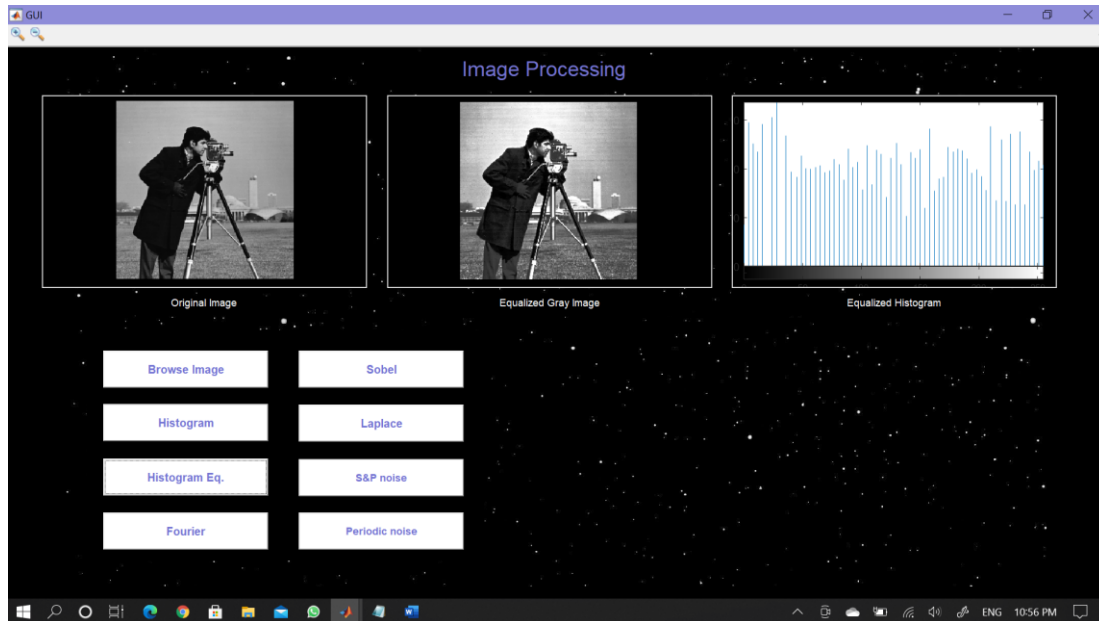 GUI
Image Processing
Original Image
Equalized Gray Image
Equalized Histogram
Browse Image
Sobel
Histogram
Laplace
Histogram Eq.
S&P noise
Fourier
Periodic noise
ENG 10:56 PM